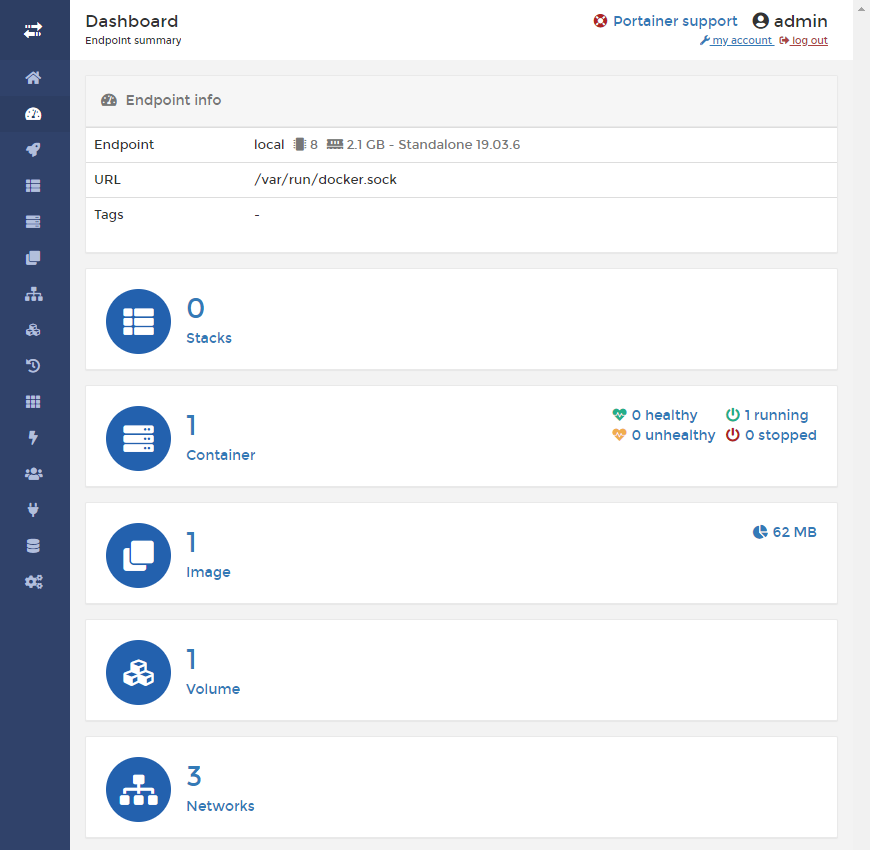 Dashboard
Portainer support
admin
Endpoint summary
my account
log out
Endpoint info
Endpoint local 8 2.1 GB - Standalone 19.03.6
URL /var/run/docker.sock
Tags -
0
Stacks
1
Container
0 healthy 1 running
0 unhealthy 0 stopped
1
Image
62 MB
1
Volume
3
Networks